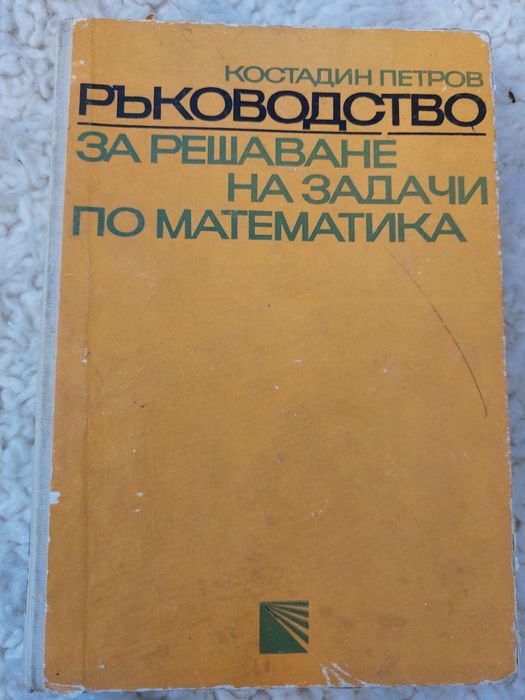 КОСТАДИН ПЕТРОВ
РЪКОВОДСТВО
ЗА РЕШАВАНЕ
НА ЗАДАЧИ
ПО МАТЕМАТИКА